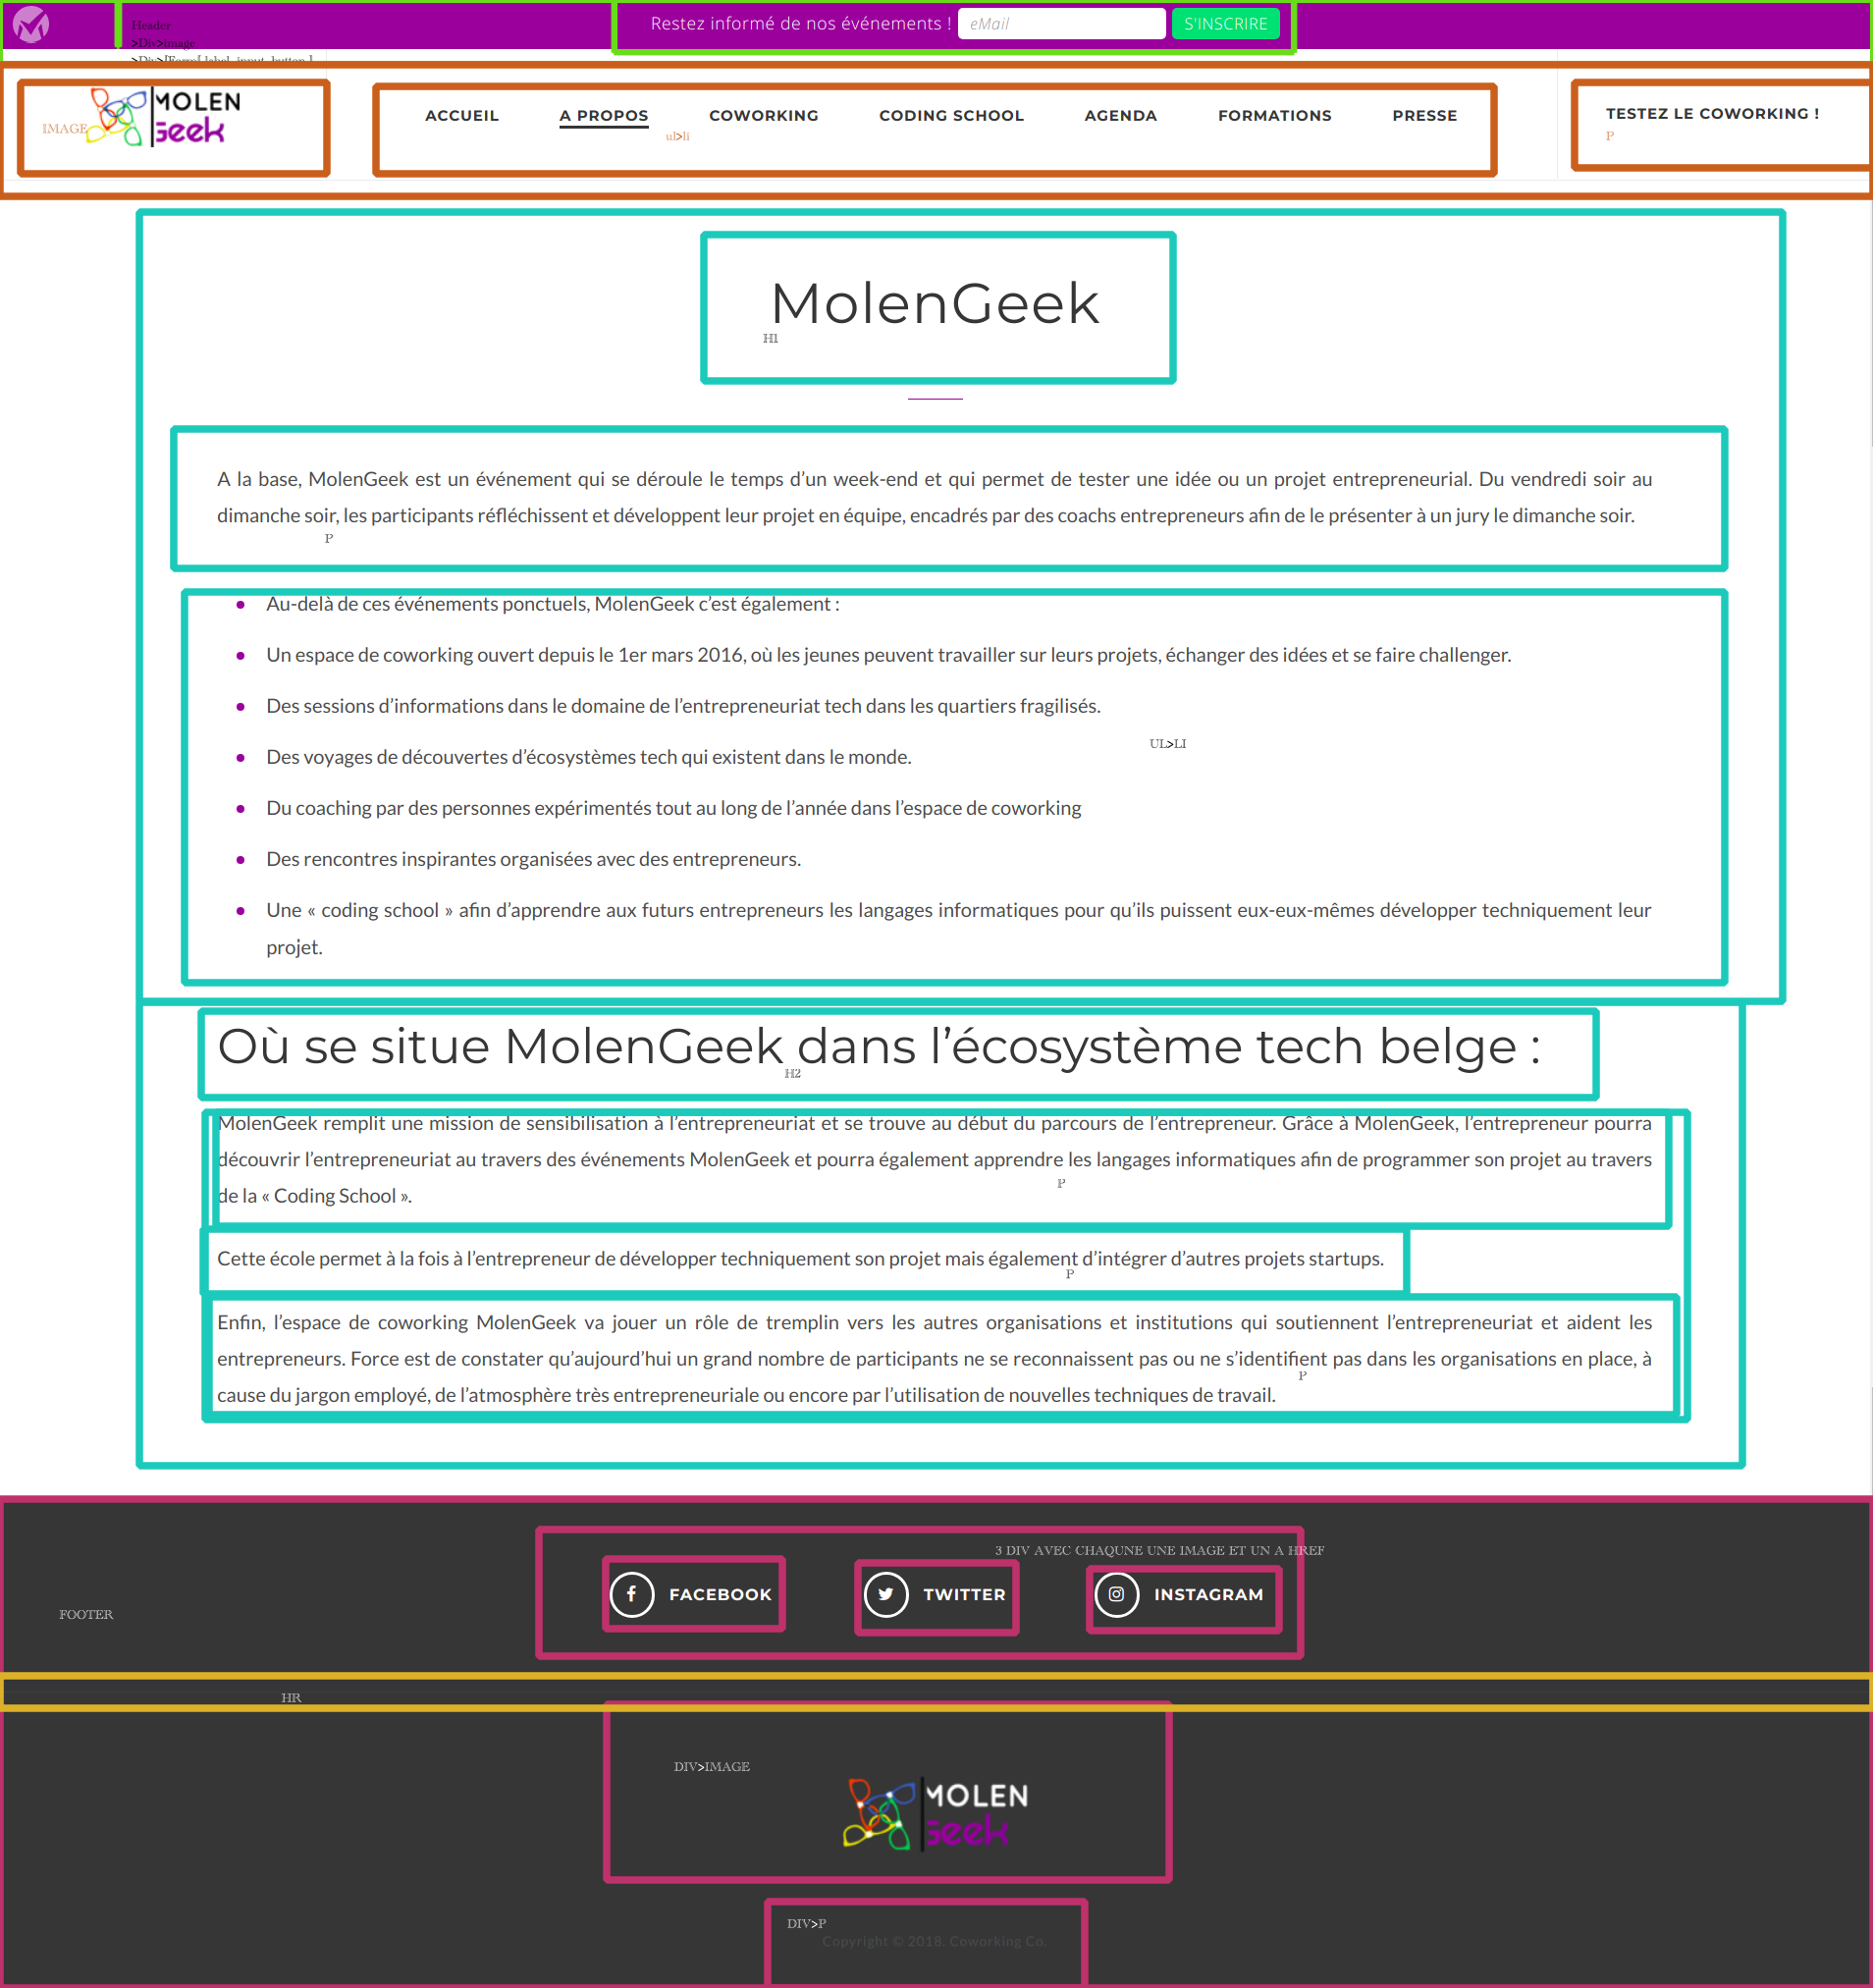 Header
>Div>image
>Div>[Form[ label, input, button ]
Restez informé de nos événements !
eMail
S'INSCRIRE
IMAGE
MOLEN
Geek
ACCUEIL
A PROPOS
COWORKING
CODING SCHOOL
AGENDA
FORMATIONS
PRESSE
ul>li
TESTEZ LE COWORKING !
P
MolenGeek
H1
A la base, MolenGeek est un événement qui se déroule le temps d’un week-end et qui permet de tester une idée ou un projet entrepreneurial. Du vendredi soir au
dimanche soir, les participants réfléchissent et développent leur projet en équipe, encadrés par des coachs entrepreneurs afin de le présenter à un jury le dimanche soir.
P
Au-delà de ces événements ponctuels, MolenGeek c’est également :
Un espace de coworking ouvert depuis le 1er mars 2016, où les jeunes peuvent travailler sur leurs projets, échanger des idées et se faire challenger.
Des sessions d’informations dans le domaine de l’entrepreneuriat tech dans les quartiers fragilisés.
UL>LI
Des voyages de découvertes d’écosystèmes tech qui existent dans le monde.
Du coaching par des personnes expérimentés tout au long de l’année dans l’espace de coworking
Des rencontres inspirantes organisées avec des entrepreneurs.
Une « coding school » afin d’apprendre aux futurs entrepreneurs les langages informatiques pour qu’ils puissent eux-eux-mêmes développer techniquement leur
projet.
Où se situe MolenGeek dans l’écosystème tech belge :
H2
MolenGeek remplit une mission de sensibilisation à l’entrepreneuriat et se trouve au début du parcours de l’entrepreneur. Grâce à MolenGeek, l’entrepreneur pourra
découvrir l’entrepreneuriat au travers des événements MolenGeek et pourra également apprendre les langages informatiques afin de programmer son projet au travers
P
de la « Coding School ».
Cette école permet à la fois à l’entrepreneur de développer techniquement son projet mais également d’intégrer d’autres projets startups.
P
Enfin, l’espace de coworking MolenGeek va jouer un rôle de tremplin vers les autres organisations et institutions qui soutiennent l’entrepreneuriat et aident les
entrepreneurs. Force est de constater qu’aujourd’hui un grand nombre de participants ne se reconnaissent pas ou ne s’identifient pas dans les organisations en place, à
P
cause du jargon employé, de l’atmosphère très entrepreneuriale ou encore par l’utilisation de nouvelles techniques de travail.
3 DIV AVEC CHAQUNE UNE IMAGE ET UN A HREF
FACEBOOK
TWITTER
INSTAGRAM
FOOTER
HR
DIV>IMAGE
MOLEN
Geek
DIV>P
Copyright © 2018. Coworking Co.